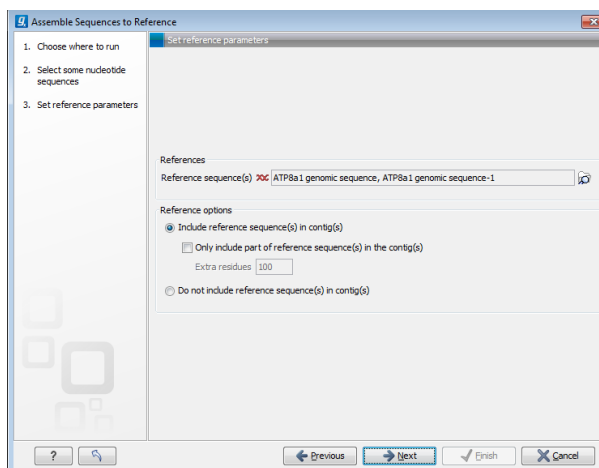 Assemble Sequences to Reference
1. Choose where to run
2. Select some nucleotide
sequences
3. Set reference parameters
Set reference parameters
References
Reference sequence(s) ATP8a1 genomic sequence, ATP8a1 genomic sequence-1
Reference options
Include reference sequence(s) in contig(s)
Only include part of reference sequence(s) in the contig(s)
Extra residues 100
Do not include reference sequence(s) in contig(s)
? Previous Next Finish Cancel